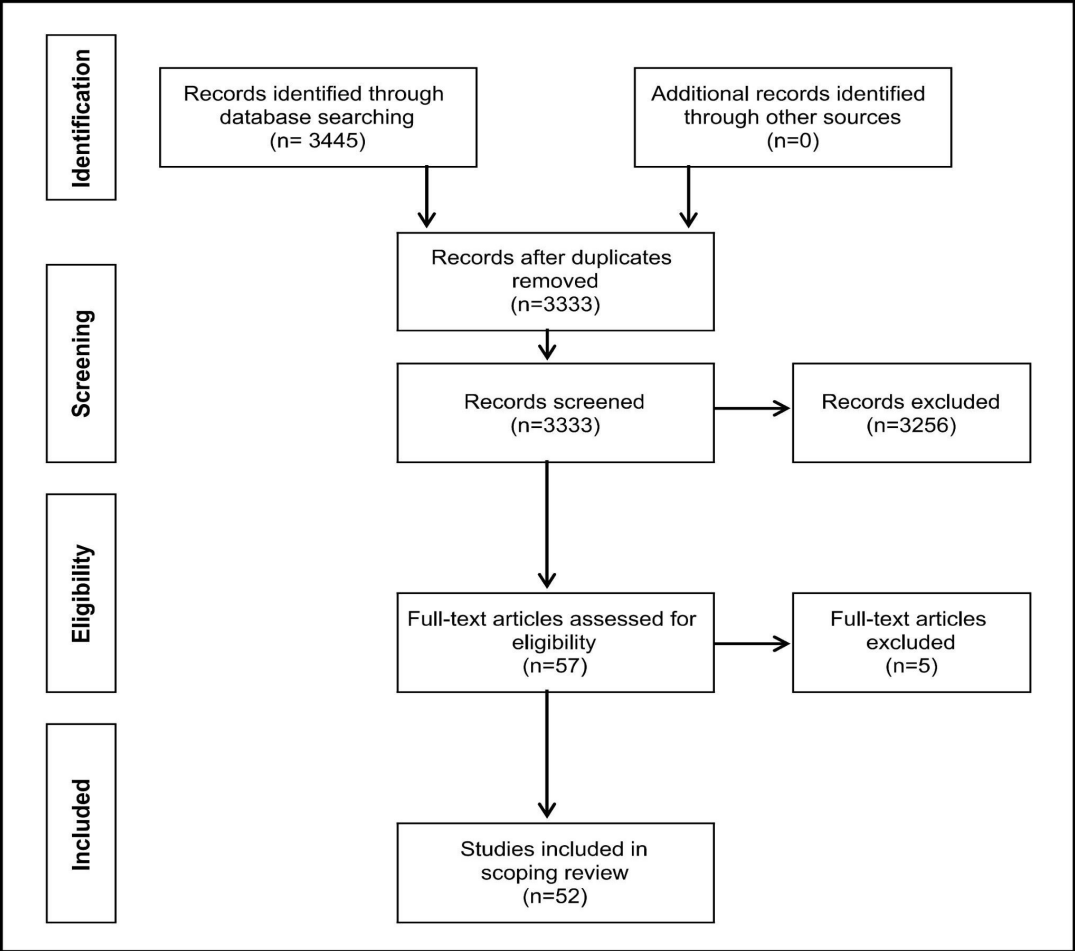 Identification
Records identified through
database searching
(n= 3445)
Additional records identified
through other sources
(n=0)
Screening
Records after duplicates
removed
(n=3333)
Records screened
(n=3333)
Records excluded
(n=3256)
Eligibility
Full-text articles assessed for
eligibility
(n=57)
Full-text articles
excluded
(n=5)
Included
Studies included in
scoping review
(n=52)